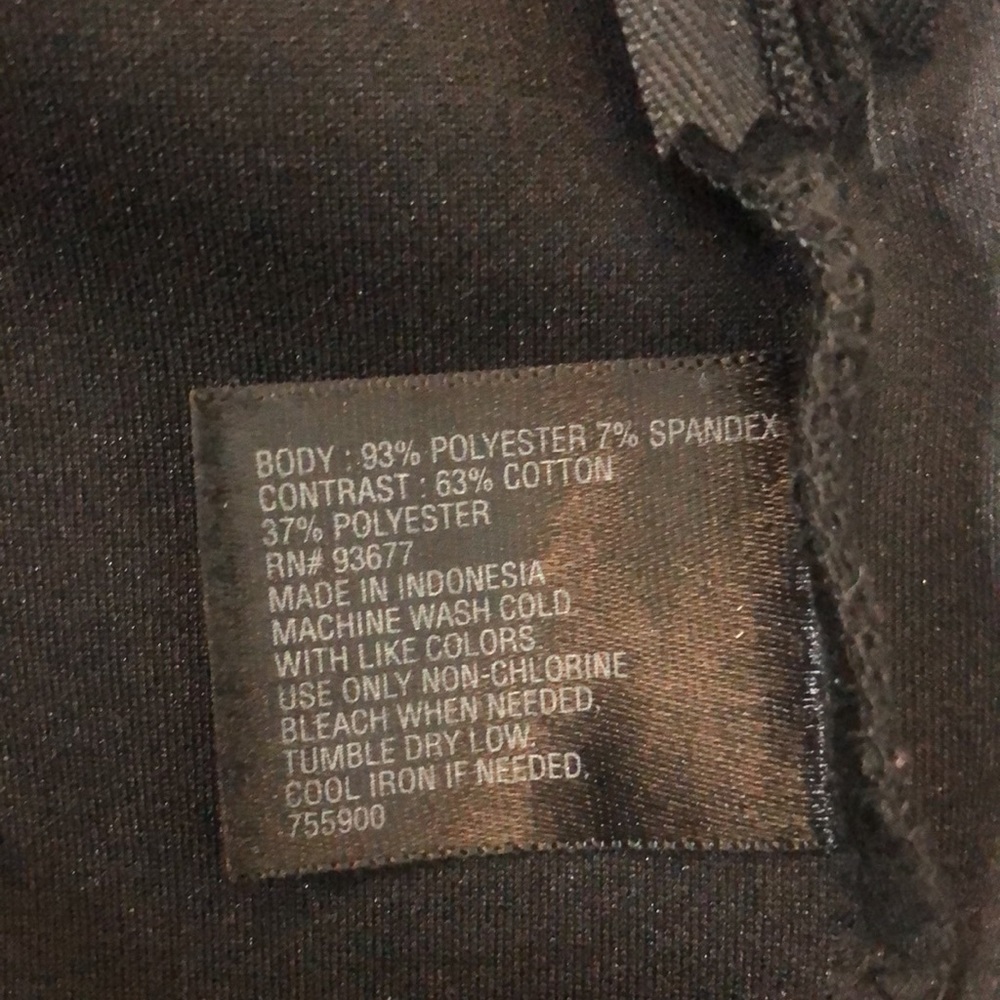 BODY : 93% POLYESTER 7% SPANDEX
CONTRAST : 63% COTTON
37% POLYESTER
RN# 93677
MADE IN INDONESIA
MACHINE WASH COLD.
WITH LIKE COLORS
USE ONLY NON-CHLORINE
BLEACH WHEN NEEDED.
TUMBLE DRY LOW.
COOL IRON IF NEEDED.
755900